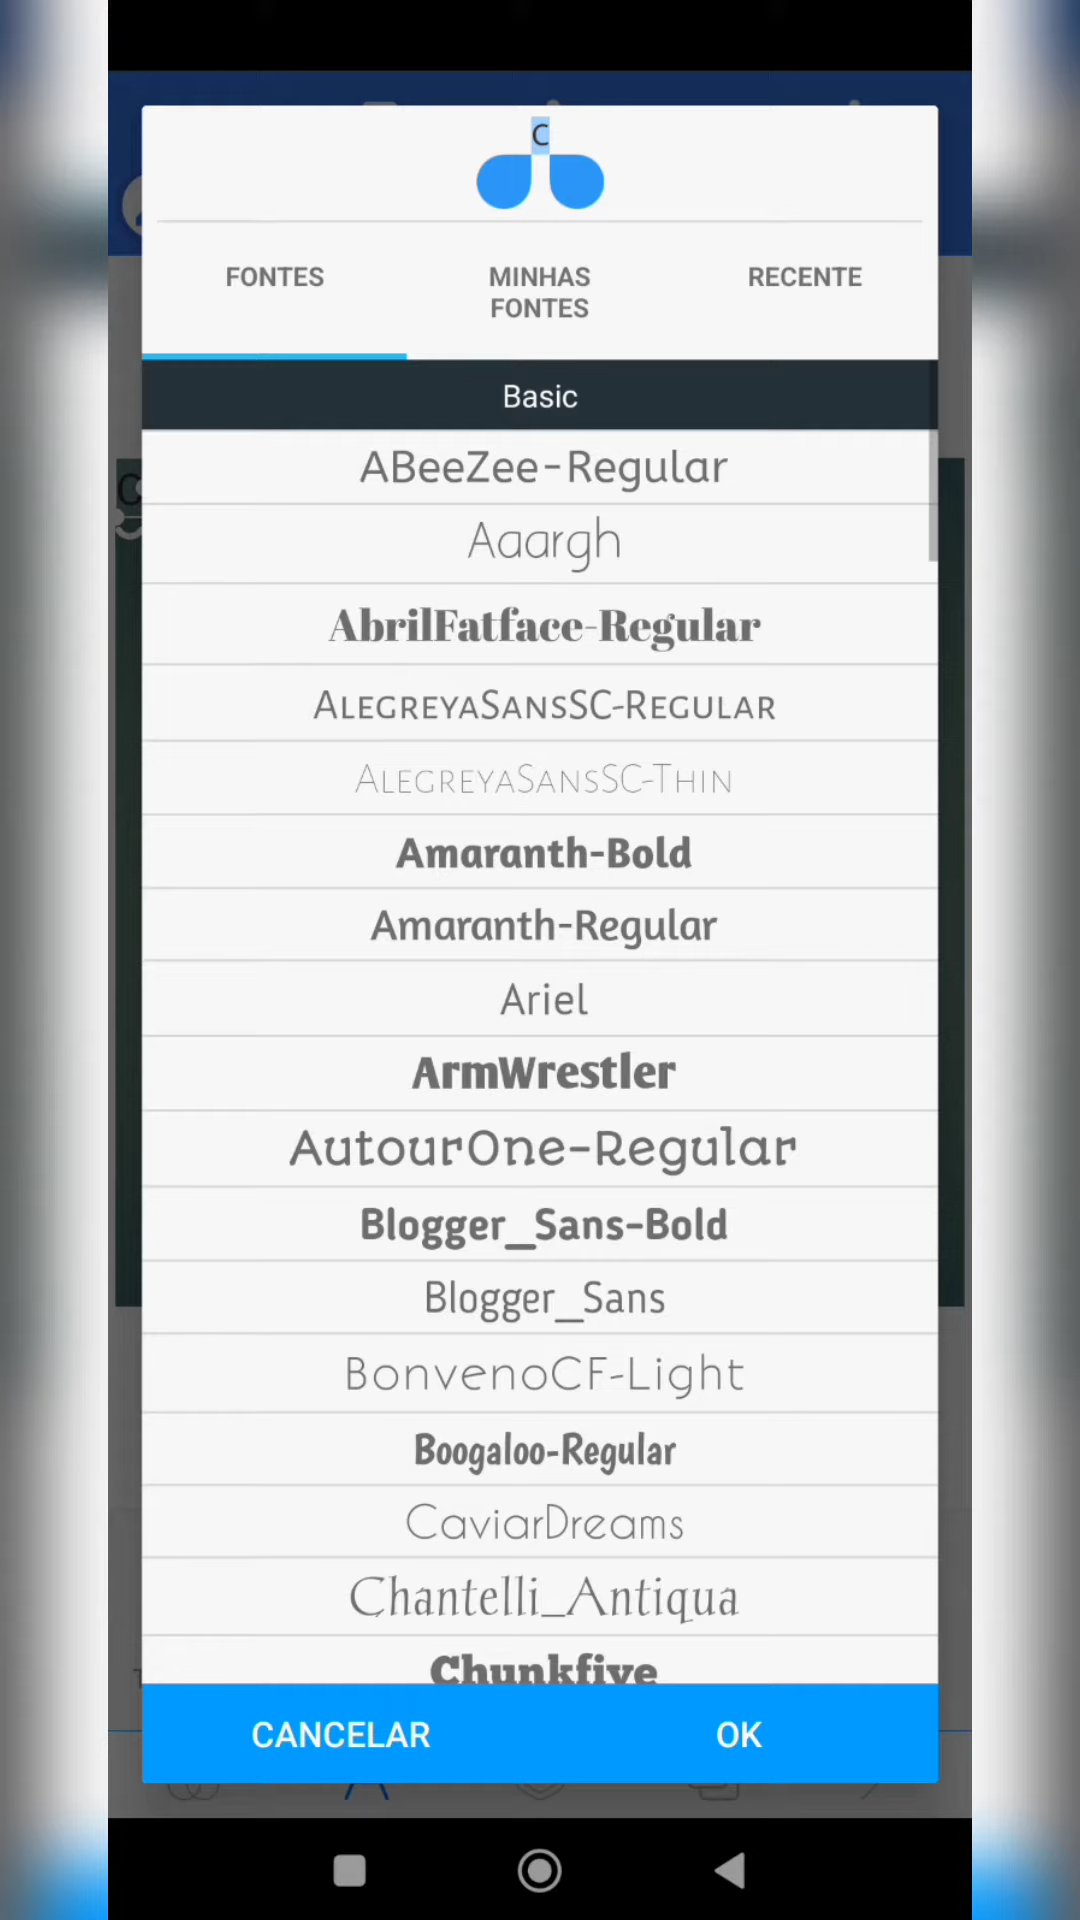 C
FONTES
MINHAS
FONTES
RECENTE
Basic
ABeeZee-Regular
Aaargh
AbrilFatface-Regular
AlegreyaSansSC-Regular
AlegreyaSansSC-Thin
Amaranth-Bold
Amaranth-Regular
Ariel
ArmWrestler
AutourOne-Regular
Blogger_Sans-Bold
Blogger_Sans
BonvenoCF-Light
Boogaloo-Regular
CaviarDreams
Chantelli_Antiqua
Chunkfive
CANCELAR
OK